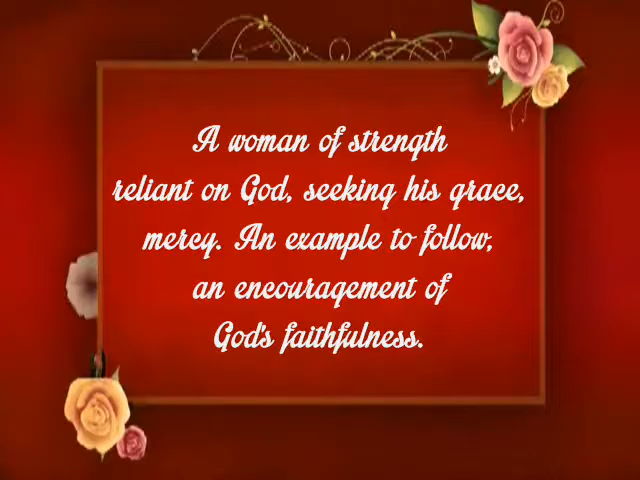 A woman of strength
reliant on God, seeking his grace,
mercy. An example to follow,
an encouragement of
God's faithfulness.